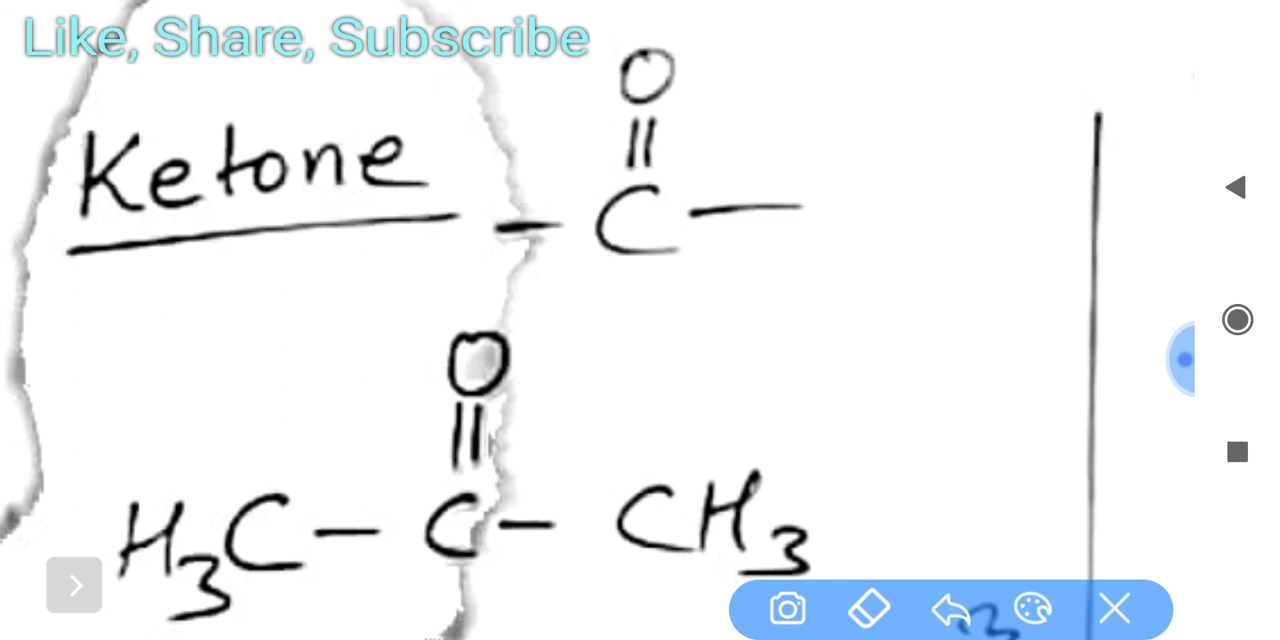 Like, Share, Subscribe
O
||
Ketone - C -
O
||
H3C - C - CH3